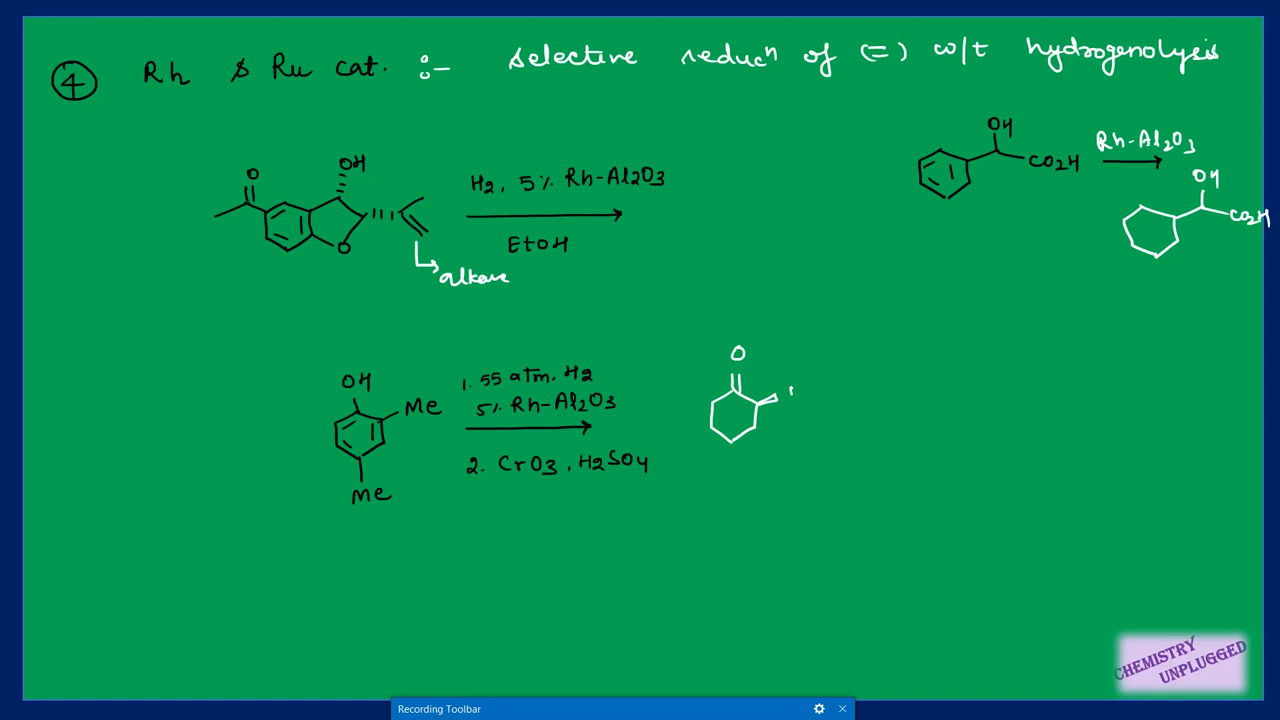 ④ Rh & Ru cat. :- selective reducⁿ of (=) w/t hydrogenolysis
OH
CO2H
Rh-Al2O3
OH
CO2H
O
OH
O
H2, 5% Rh-Al2O3
EtOH
alkane
OH
Me
Me
1. 55 atm. H2
5% Rh-Al2O3
2. CrO3, H2SO4
O
CHEMISTRY
UNPLUGGED
Recording Toolbar